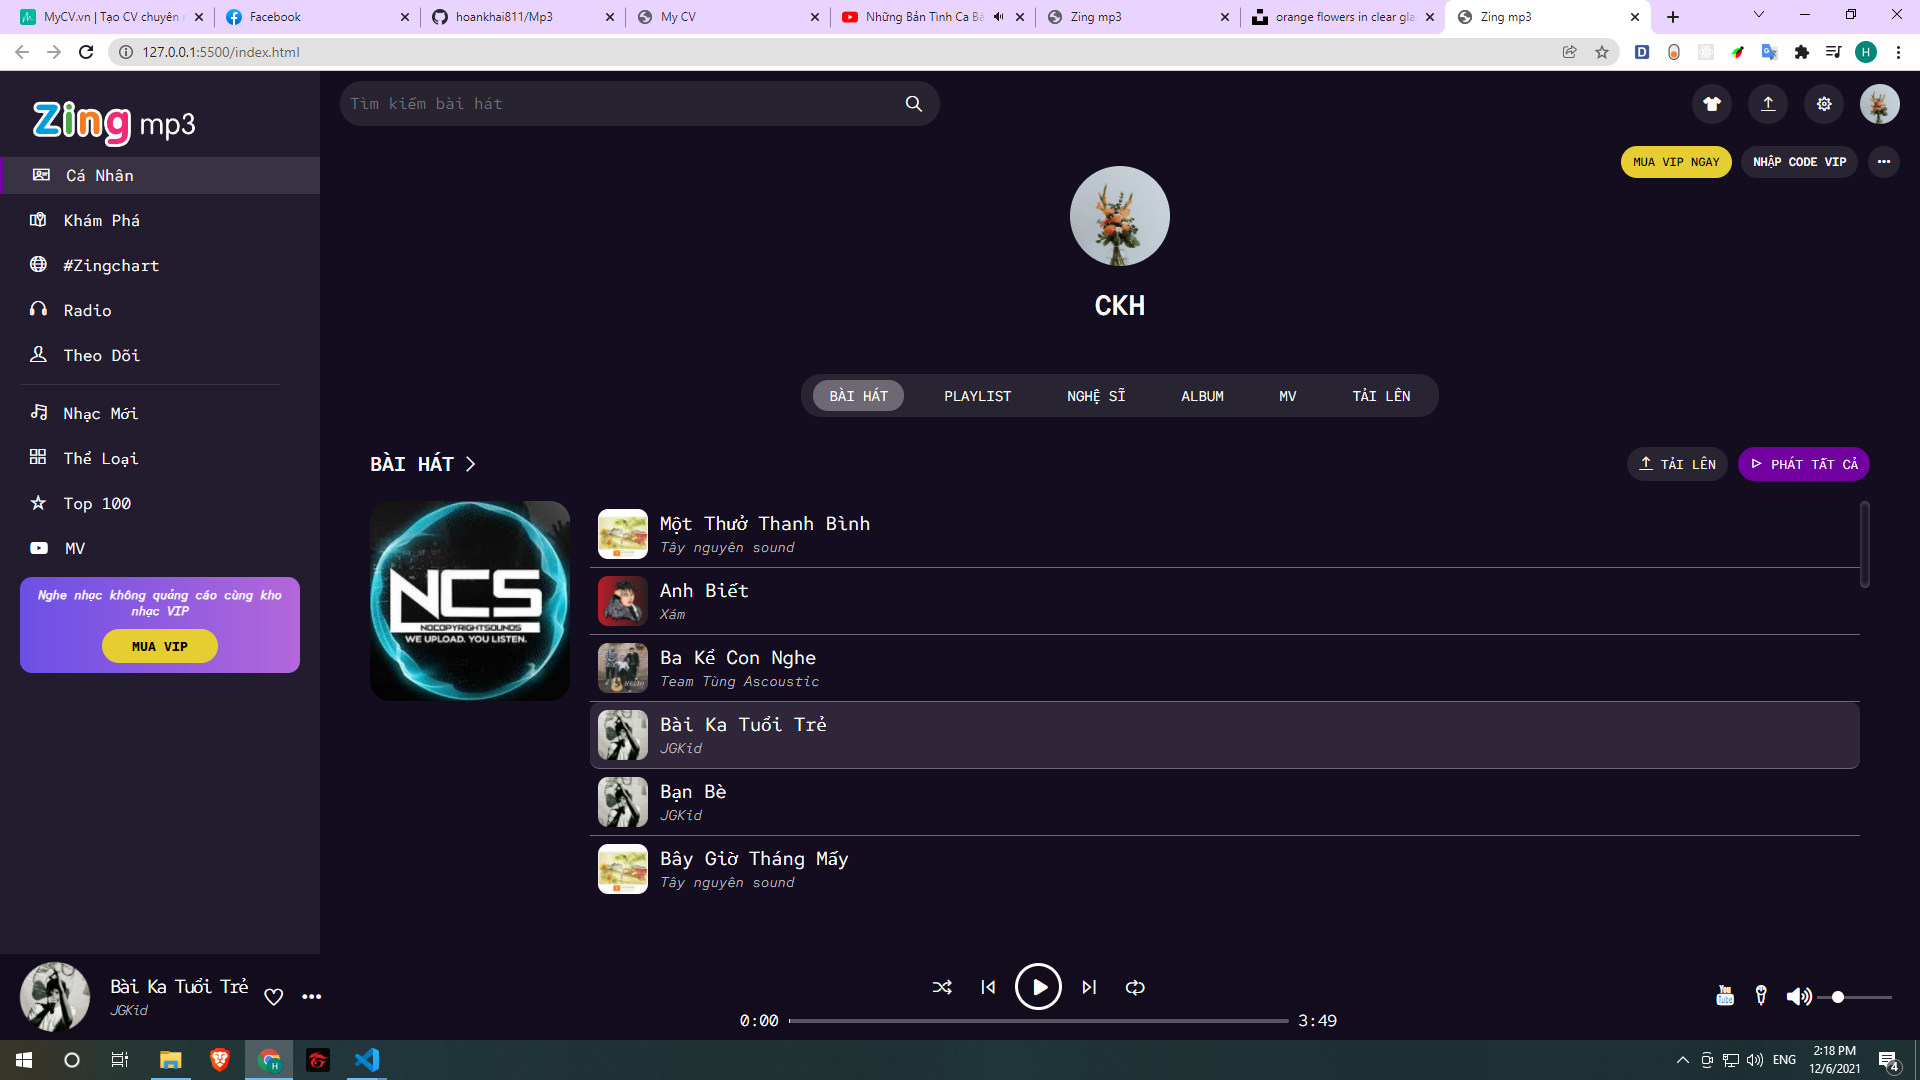 MyCV.vn | Tạo CV chuyên n
Facebook
hoankhai811/Mp3
My CV
Những Bản Tình Ca Bấ
Zing mp3
orange flowers in clear gla
Zing mp3
127.0.0.1:5500/index.html
H
Zing mp3
Tìm kiếm bài hát
MUA VIP NGAY
NHẬP CODE VIP
Cá Nhân
Khám Phá
#Zingchart
Radio
Theo Dõi
Nhạc Mới
Thể Loại
Top 100
MV
Nghe nhạc không quảng cáo cùng kho
nhạc VIP
MUA VIP
CKH
BÀI HÁT
PLAYLIST
NGHỆ SĨ
ALBUM
MV
TẢI LÊN
BÀI HÁT
TẢI LÊN
PHÁT TẤT CẢ
NCS
NOCOPYRIGHTSOUNDS
WE UPLOAD. YOU LISTEN.
Một Thuở Thanh Bình
Tây nguyên sound
Anh Biết
Xám
Ba Kể Con Nghe
Team Tùng Ascoustic
Bài Ka Tuổi Trẻ
JGKid
Bạn Bè
JGKid
Bây Giờ Tháng Mấy
Tây nguyên sound
Bài Ka Tuổi Trẻ
JGKid
0:00
3:49
You
Tube
H
ENG
2:18 PM
12/6/2021
4